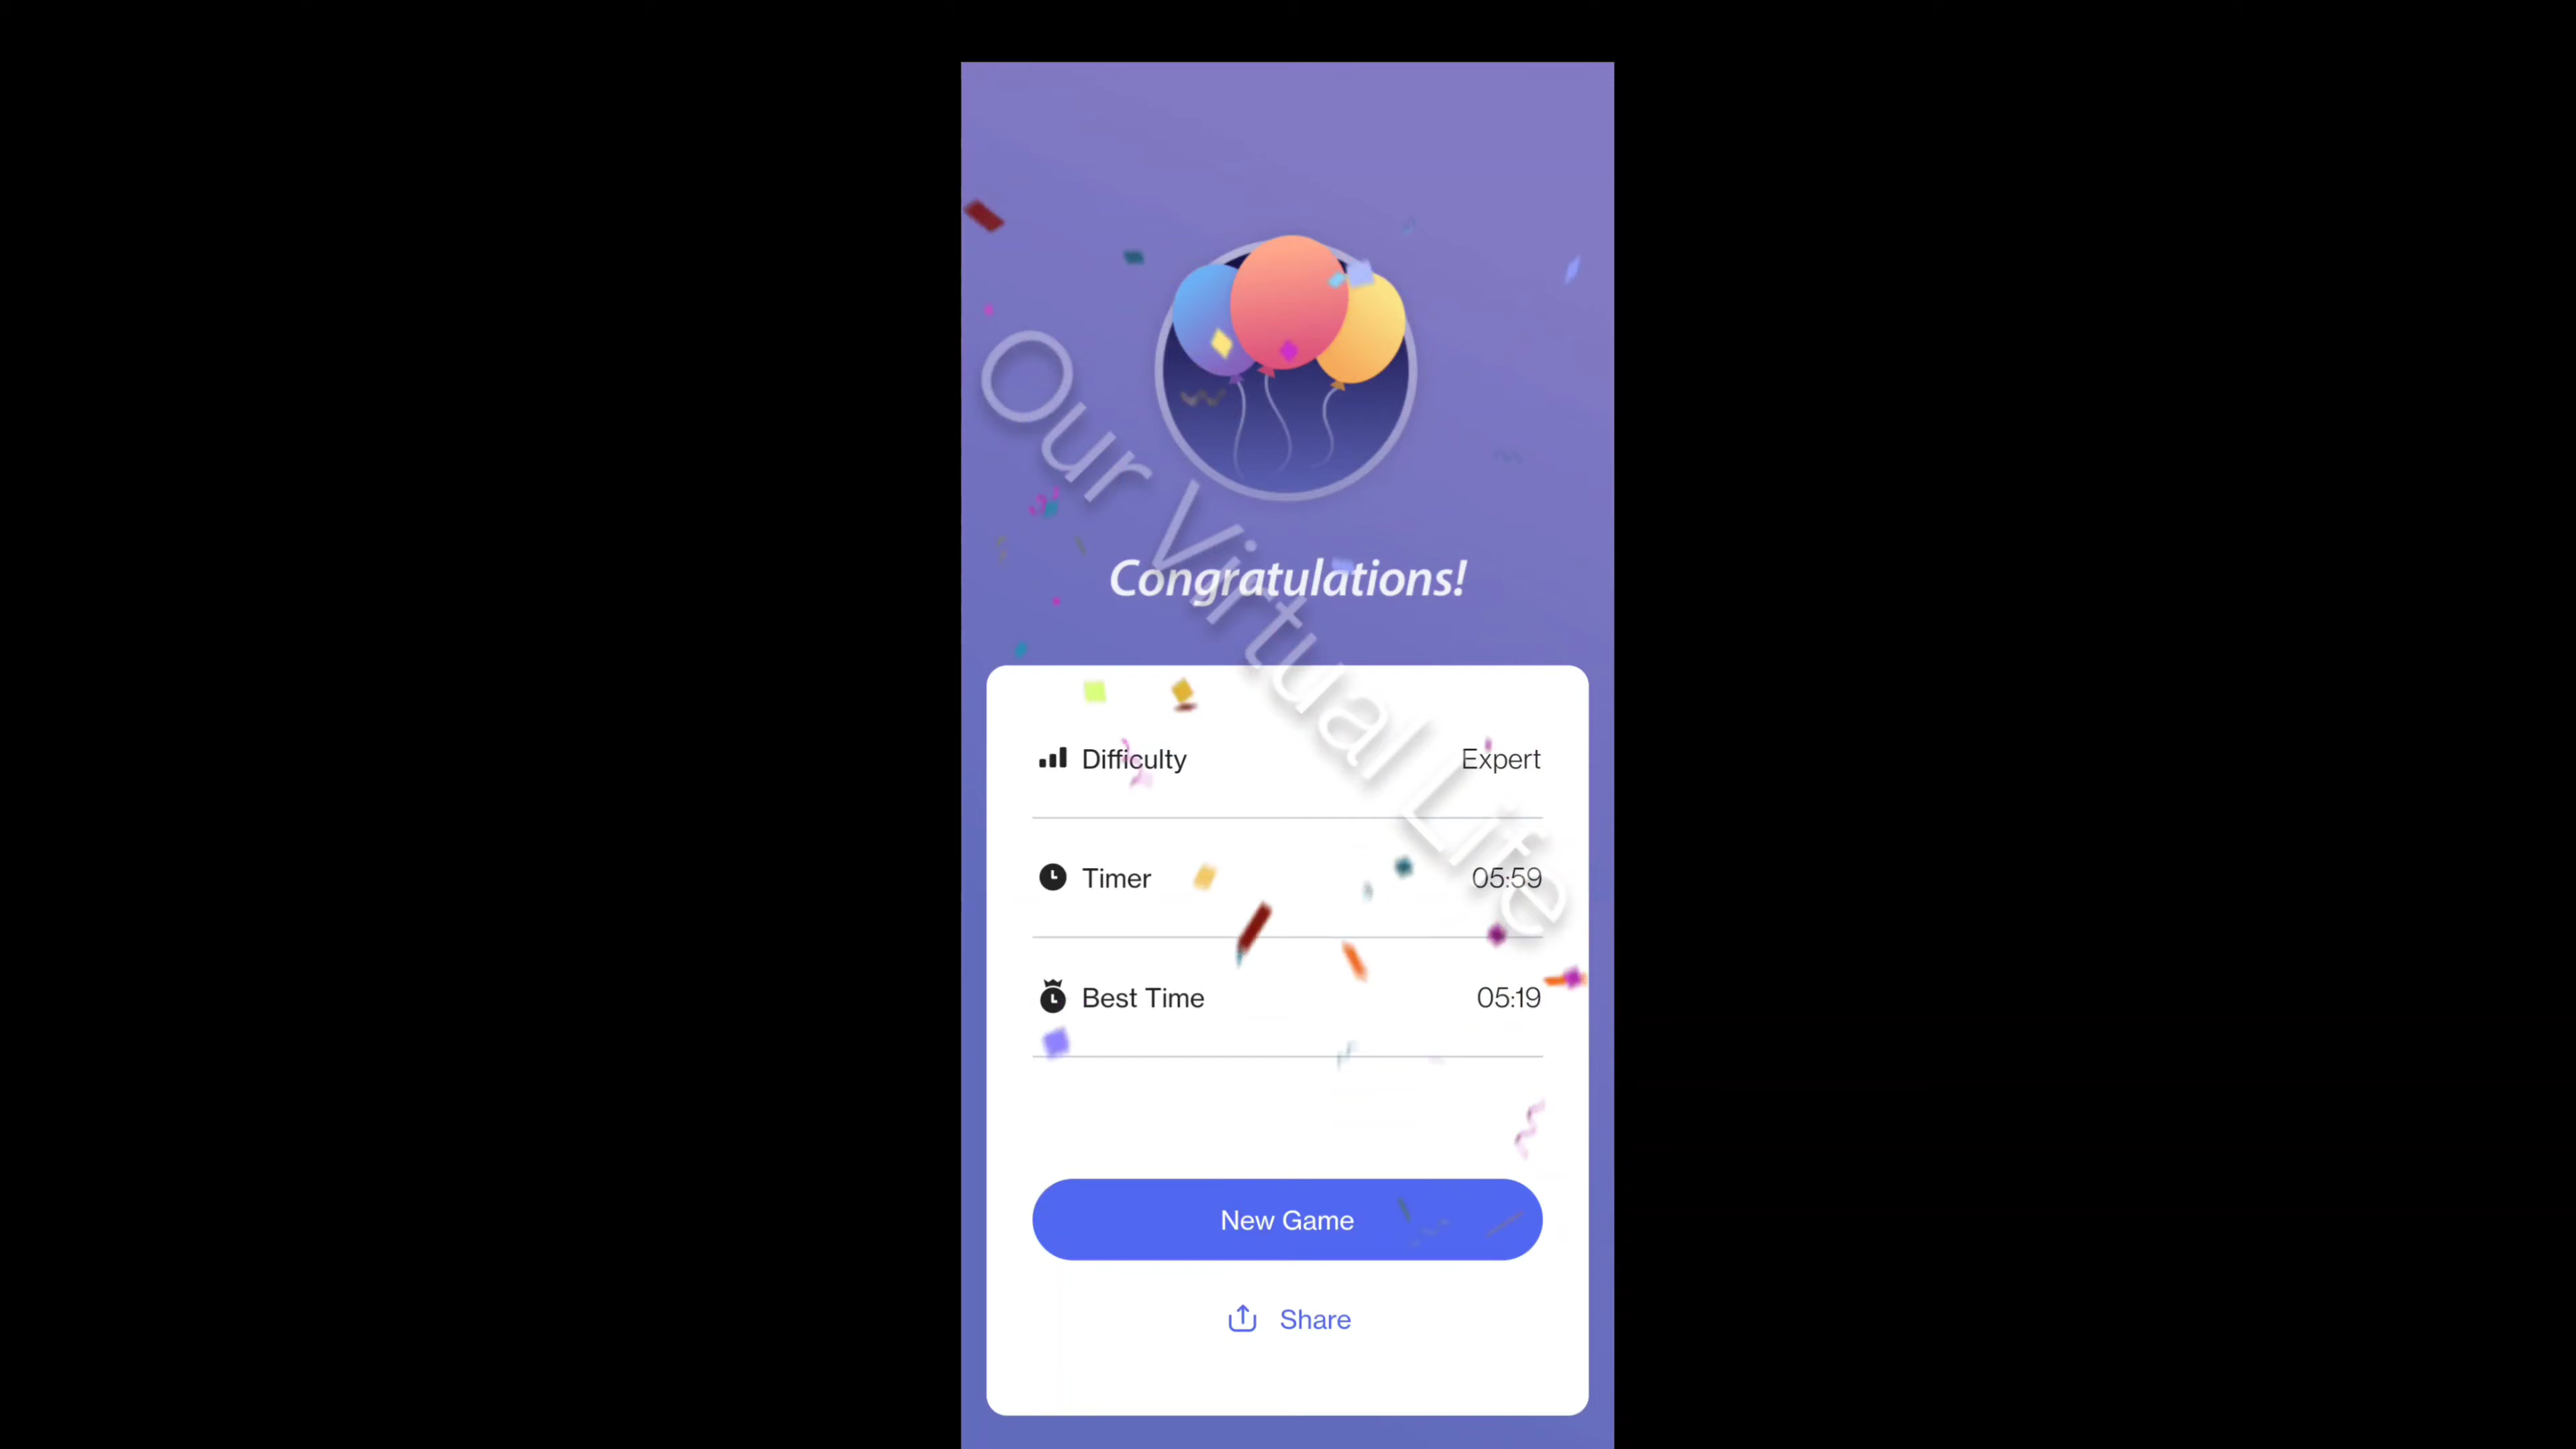 Our Virtual Life
Congratulations!
Difficulty Expert
Timer 05:59
Best Time 05:19
New Game
Share